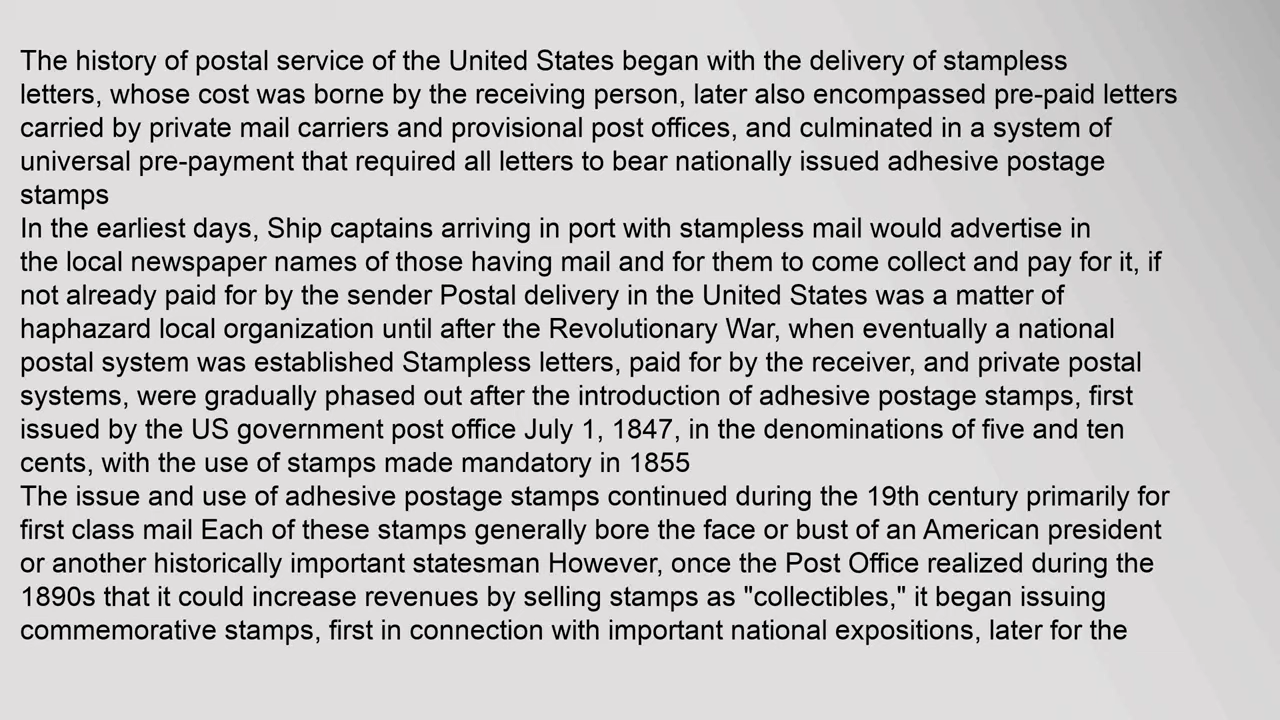 The history of postal service of the United States began with the delivery of stampless
letters, whose cost was borne by the receiving person, later also encompassed pre-paid letters
carried by private mail carriers and provisional post offices, and culminated in a system of
universal pre-payment that required all letters to bear nationally issued adhesive postage
stamps
In the earliest days, Ship captains arriving in port with stampless mail would advertise in
the local newspaper names of those having mail and for them to come collect and pay for it, if
not already paid for by the sender Postal delivery in the United States was a matter of
haphazard local organization until after the Revolutionary War, when eventually a national
postal system was established Stampless letters, paid for by the receiver, and private postal
systems, were gradually phased out after the introduction of adhesive postage stamps, first
issued by the US government post office July 1, 1847, in the denominations of five and ten
cents, with the use of stamps made mandatory in 1855
The issue and use of adhesive postage stamps continued during the 19th century primarily for
first class mail Each of these stamps generally bore the face or bust of an American president
or another historically important statesman However, once the Post Office realized during the
1890s that it could increase revenues by selling stamps as "collectibles," it began issuing
commemorative stamps, first in connection with important national expositions, later for the